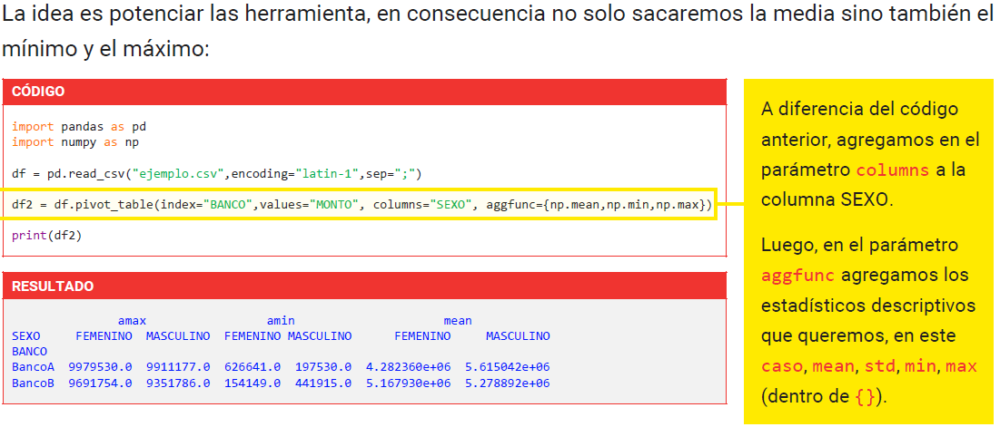 La idea es potenciar las herramienta, en consecuencia no solo sacaremos la media sino también el
mínimo y el máximo:
CÓDIGO
import pandas as pd
import numpy as np
df = pd.read_csv("ejemplo.csv",encoding="latin-1",sep=";")
df2 = df.pivot_table(index="BANCO",values="MONTO", columns="SEXO", aggfunc={np.mean,np.min,np.max})
print(df2)
RESULTADO
amax amin mean
SEXO FEMENINO MASCULINO FEMENINO MASCULINO FEMENINO MASCULINO
BANCO
BancoA 9979530.0 9911177.0 626641.0 197530.0 4.282360e+06 5.615042e+06
BancoB 9691754.0 9351786.0 154149.0 441915.0 5.167930e+06 5.278892e+06
A diferencia del código
anterior, agregamos en el
parámetro columns a la
columna SEXO.
Luego, en el parámetro
aggfunc agregamos los
estadísticos descriptivos
que queremos, en este
caso, mean, std, min, max
(dentro de {}).